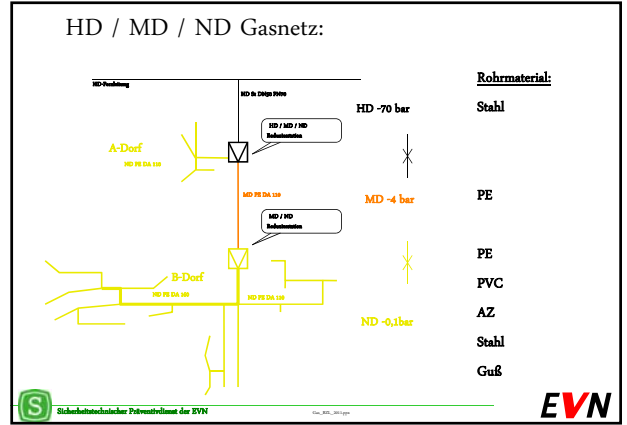 HD / MD / ND Gasnetz:
Rohrmaterial:
HD -70 bar
Stahl
HD / MD / ND
Reduzierstation
A-Dorf
MD PE DA 110
MD -4 bar
PE
MD / ND
Reduzierstation
B-Dorf
PE
PVC
ND -0,1bar
AZ
Stahl
Guß
S
Sicherheitstechnischer Präventivdienst der EVN
EVN